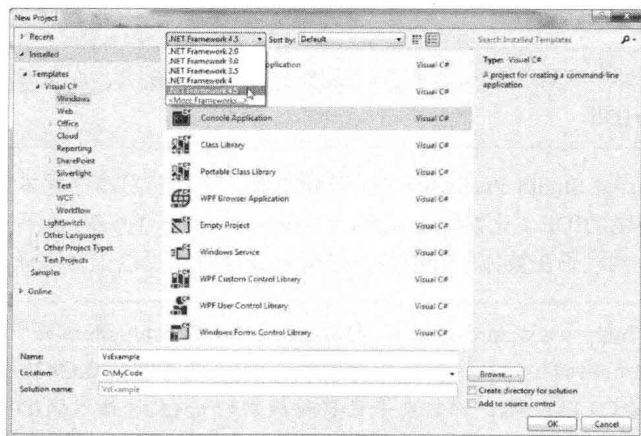 New Project
Recent
.NET Framework 4.5 Sort by: Default
Search Installed Templates
Installed
.NET Framework 2.0
.NET Framework 3.0
.NET Framework 3.5
.NET Framework 4
.NET Framework 4.5
<More Frameworks...>
Templates
Visual C#
Windows
Web
Office
Cloud
Reporting
SharePoint
Silverlight
Test
WCF
Workflow
LightSwitch
Other Languages
Other Project Types
Test Projects
Samples
Online
Visual C#
Visual C#
Console Application Visual C#
Class Library Visual C#
Portable Class Library Visual C#
WPF Browser Application Visual C#
Empty Project Visual C#
Windows Service Visual C#
WPF Custom Control Library Visual C#
WPF User Control Library Visual C#
Windows Forms Control Library Visual C#
Type: Visual C#
A project for creating a command-line
application
Name: VsExample
Location: C:\MyCode
Browse...
Solution name: VsExample
Create directory for solution
Add to source control
OK Cancel